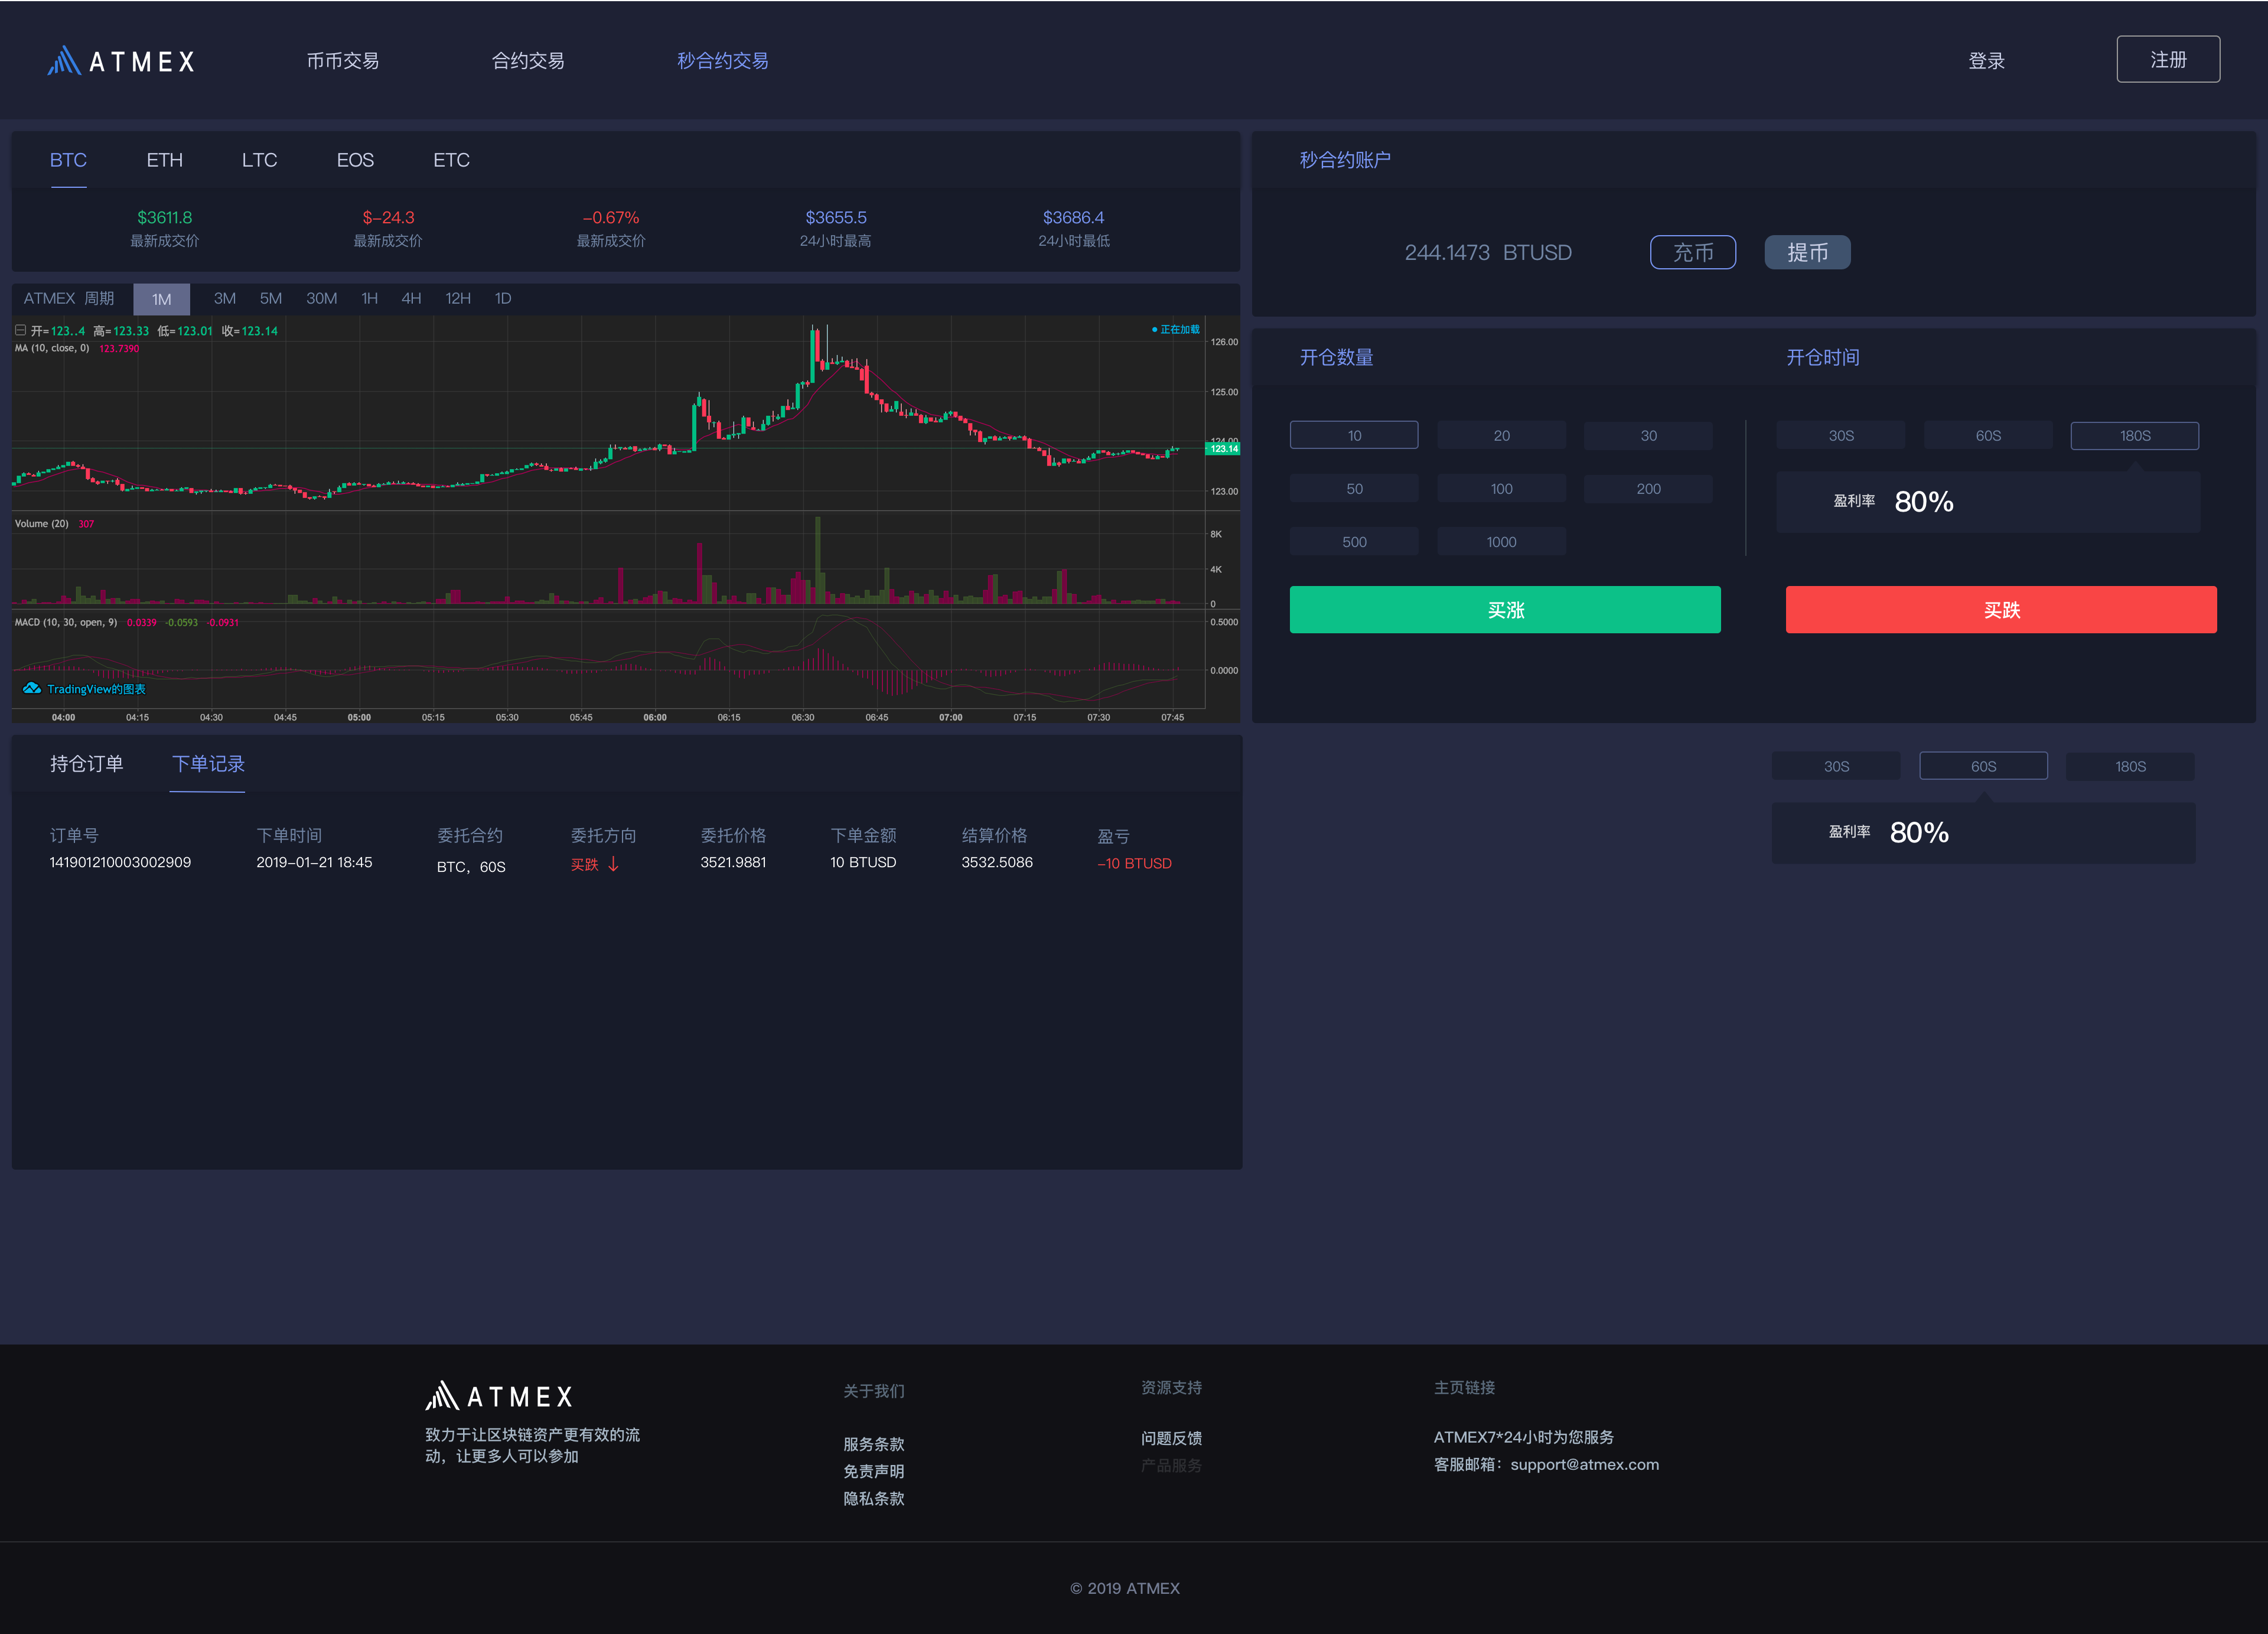 ATMEX
币币交易 合约交易 秒合约交易 登录 注册
BTC ETH LTC EOS ETC
$3611.8 $-24.3 -0.67% $3655.5 $3686.4
最新成交价 最新成交价 最新成交价 24小时最高 24小时最低
ATMEX 周期 1M 3M 5M 30M 1H 4H 12H 1D
开=123..4 高=123.33 低=123.01 收=123.14
正在加载
MA (10, close, 0) 123.7390
126.00
125.00
124.00
123.14
123.00
Volume (20) 307
8K
4K
0
MACD (10, 30, open, 9) 0.0339 -0.0593 -0.0931
0.5000
0.0000
TradingView的图表
04:00 04:15 04:30 04:45 05:00 05:15 05:30 05:45 06:00 06:15 06:30 06:45 07:00 07:15 07:30 07:45
秒合约账户
244.1473 BTUSD 充币 提币
开仓数量 开仓时间
10 20 30 30S 60S 180S
50 100 200
盈利率 80%
500 1000
买涨 买跌
30S 60S 180S
盈利率 80%
持仓订单 下单记录
订单号 下单时间 委托合约 委托方向 委托价格 下单金额 结算价格 盈亏
141901210003002909 2019-01-21 18:45 BTC，60S 买跌 ↓ 3521.9881 10 BTUSD 3532.5086 -10 BTUSD
ATMEX
致力于让区块链资产更有效的流
动，让更多人可以参加
关于我们
服务条款
免责声明
隐私条款
资源支持
问题反馈
产品服务
主页链接
ATMEX7*24小时为您服务
客服邮箱：support@atmex.com
© 2019 ATMEX